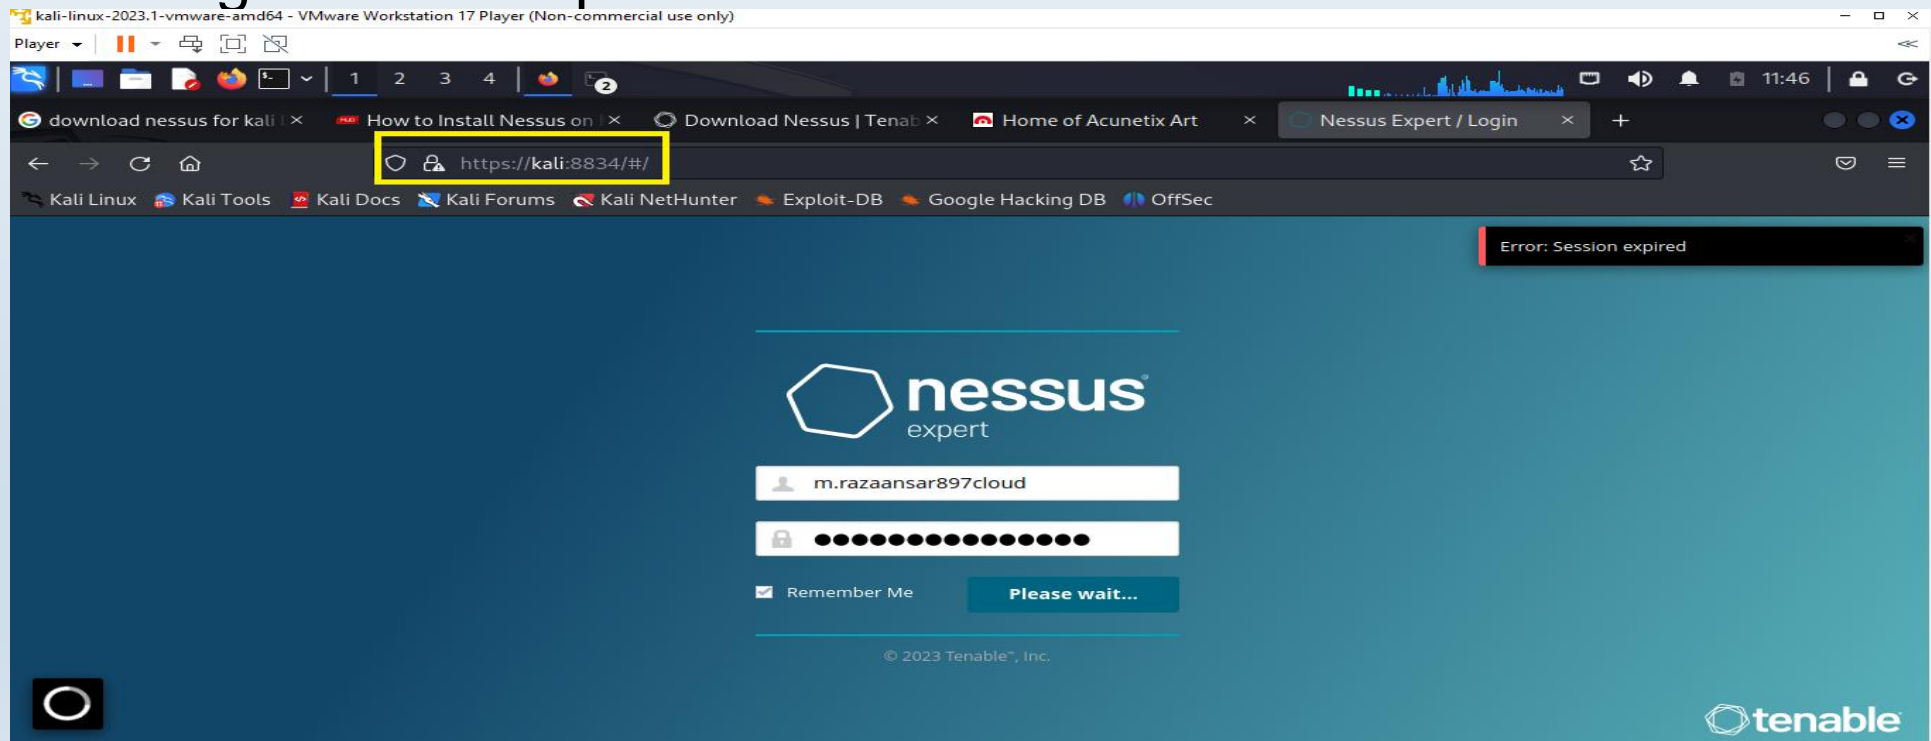 kali-linux-2023.1-vmware-amd64 - VMware Workstation 17 Player (Non-commercial use only)
Player
1 2 3 4 2 11:46
download nessus for kali How to Install Nessus on Download Nessus | Tenab Home of Acunetix Art Nessus Expert / Login
https://kali:8834/#/
Kali Linux Kali Tools Kali Docs Kali Forums Kali NetHunter Exploit-DB Google Hacking DB OffSec
Error: Session expired
nessus
expert
m.razaansar897cloud
Remember Me Please wait...
© 2023 Tenable™, Inc.
tenable